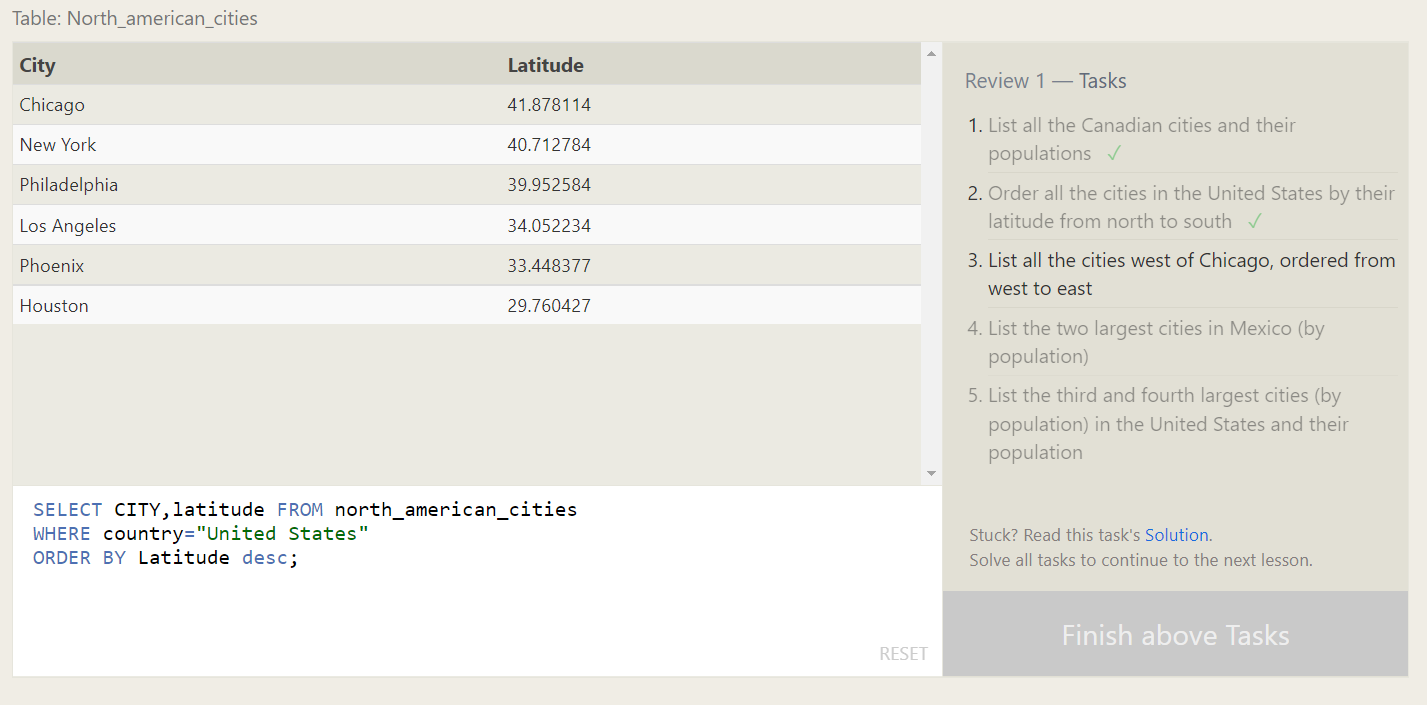 Table: North_american_cities
City Latitude
Chicago 41.878114
New York 40.712784
Philadelphia 39.952584
Los Angeles 34.052234
Phoenix 33.448377
Houston 29.760427
SELECT CITY,latitude FROM north_american_cities
WHERE country="United States"
ORDER BY Latitude desc;
RESET
Review 1 — Tasks
1. List all the Canadian cities and their
populations ✓
2. Order all the cities in the United States by their
latitude from north to south ✓
3. List all the cities west of Chicago, ordered from
west to east
4. List the two largest cities in Mexico (by
population)
5. List the third and fourth largest cities (by
population) in the United States and their
population
Stuck? Read this task's Solution.
Solve all tasks to continue to the next lesson.
Finish above Tasks